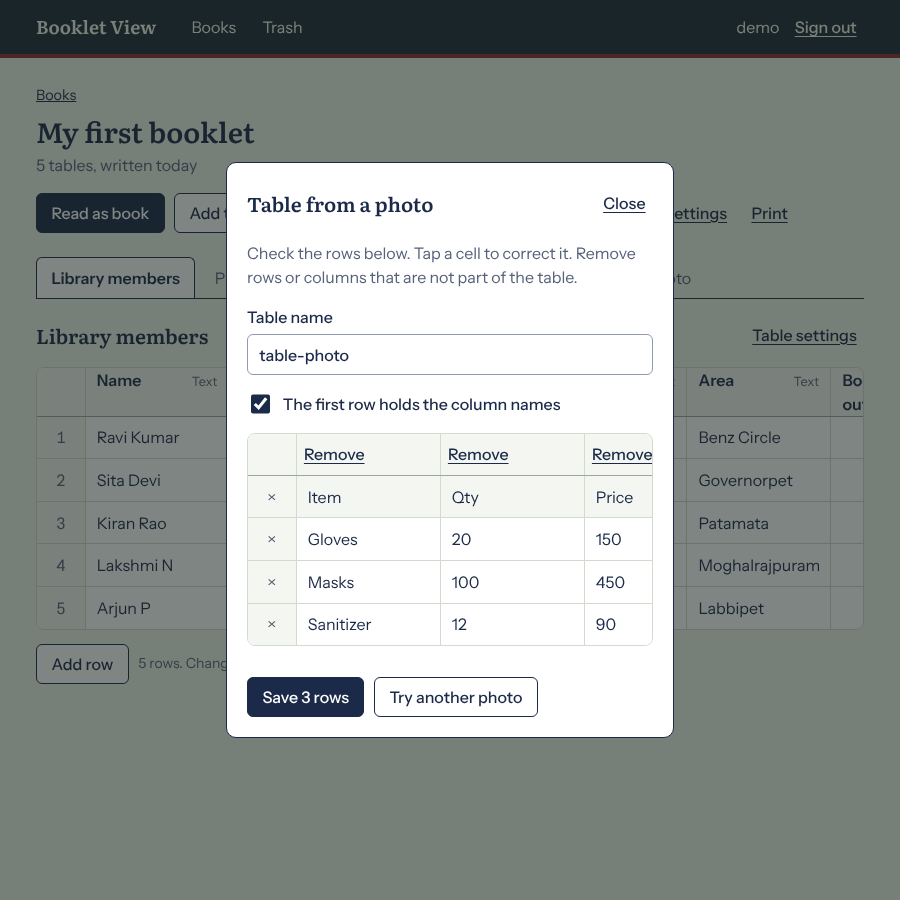 Booklet View Books Trash demo Sign out
Books
My first booklet
5 tables, written today
Read as book Add ettings Print
Library members P oto
Library members Table settings
Name Text Area Text Bo
ou
1 Ravi Kumar Benz Circle
2 Sita Devi Governorpet
3 Kiran Rao Patamata
4 Lakshmi N Moghalrajpuram
5 Arjun P Labbipet
Add row 5 rows. Chang
Table from a photo Close
Check the rows below. Tap a cell to correct it. Remove
rows or columns that are not part of the table.
Table name
table-photo
The first row holds the column names
Remove Remove Remove
× Item Qty Price
× Gloves 20 150
× Masks 100 450
× Sanitizer 12 90
Save 3 rows Try another photo